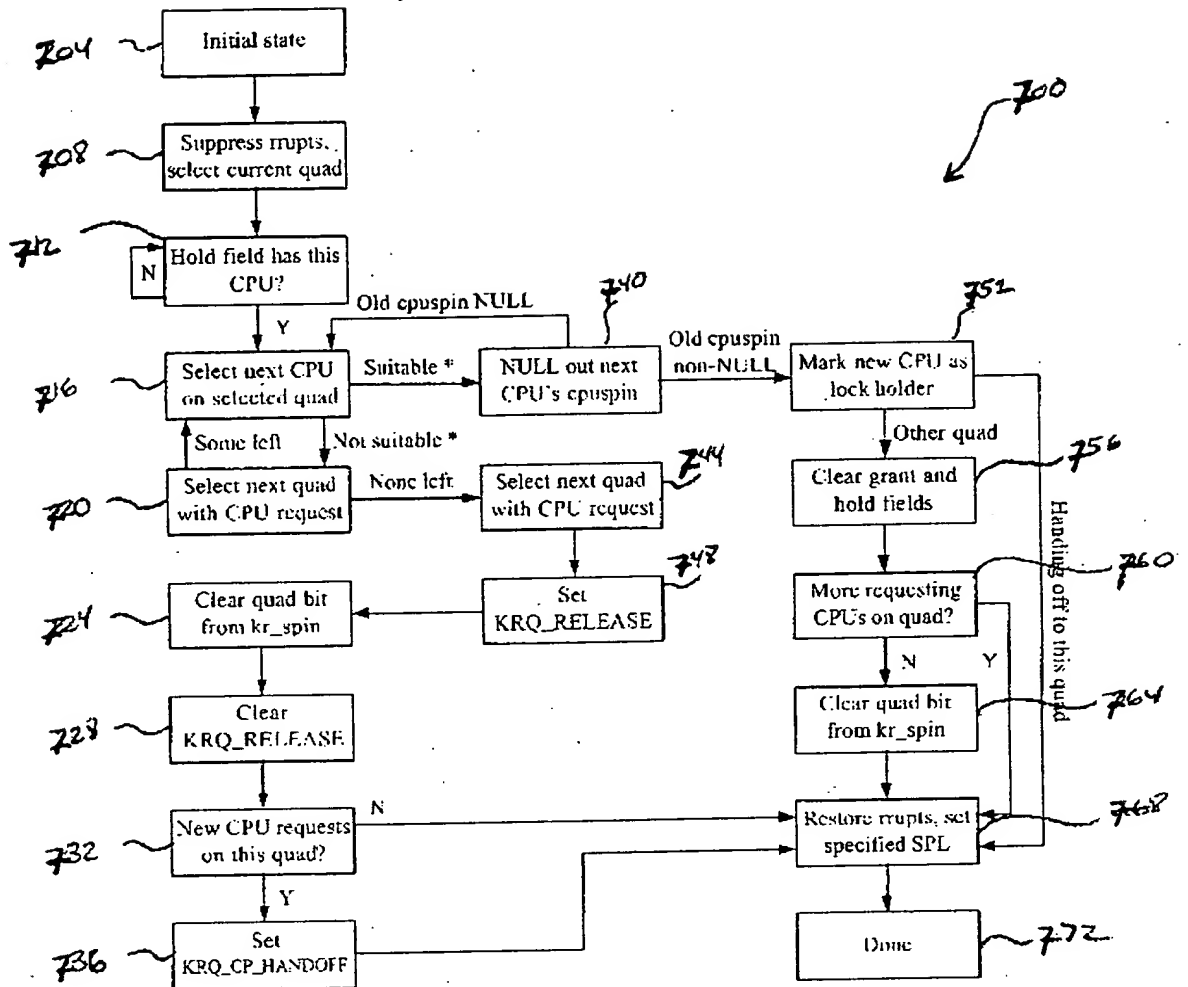 704
Initial state
700
708
Suppress rrupts,
select current quad
712
Hold field has this
CPU?
N
Y
Old cpuspin NULL
740
752
716
Select next CPU
on selected quad
Suitable *
NULL out next
CPU's cpuspin
Old cpuspin
non-NULL
Mark new CPU as
lock holder
Some left
Not suitable *
Other quad
720
Select next quad
with CPU request
None left
744
Select next quad
with CPU request
756
Clear grant and
hold fields
Handing off to this quad
748
Set
KRQ_RELEASE
724
Clear quad bit
from kr_spin
760
More requesting
CPUs on quad?
N
Y
728
Clear
KRQ_RELEASE
764
Clear quad bit
from kr_spin
732
New CPU requests
on this quad?
N
Y
768
Restore rrupts, set
specified SPL
736
Set
KRQ_CP_HANDOFF
Done
772